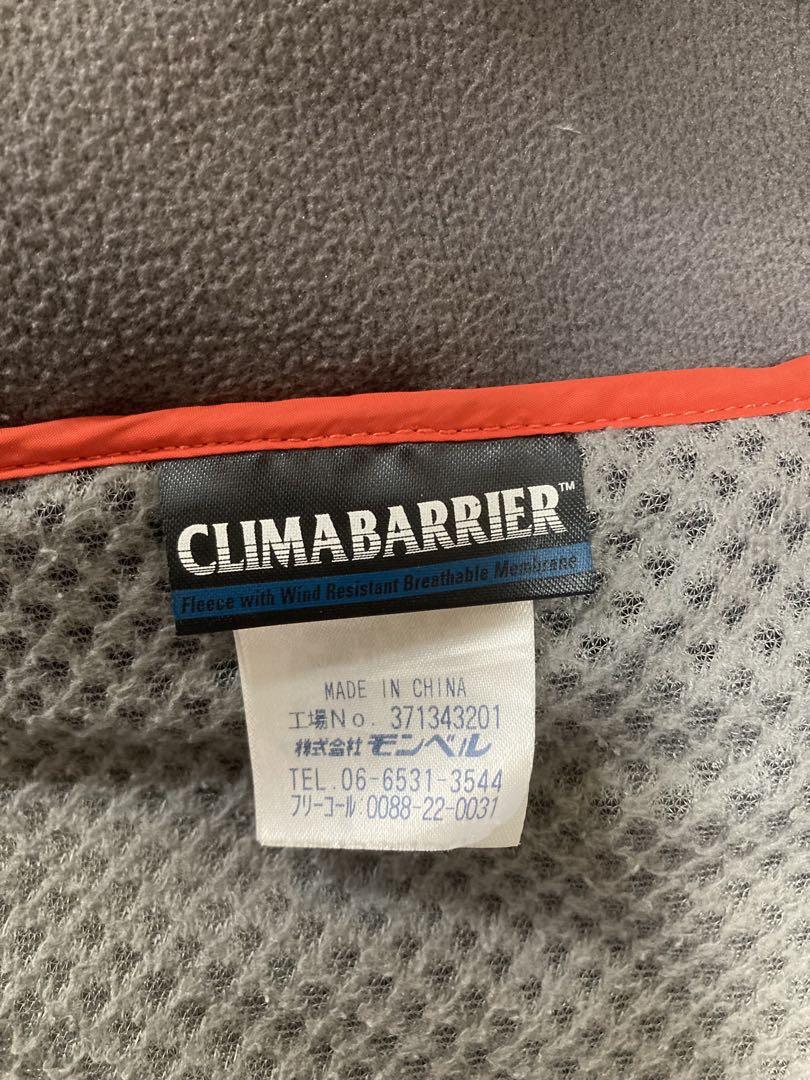 CLIMABARRIER™
Fleece with Wind Resistant Breathable Membrane
MADE IN CHINA
工場No. 371343201
株式会社 モンベル
TEL. 06-6531-3544
フリーコール 0088-22-0031